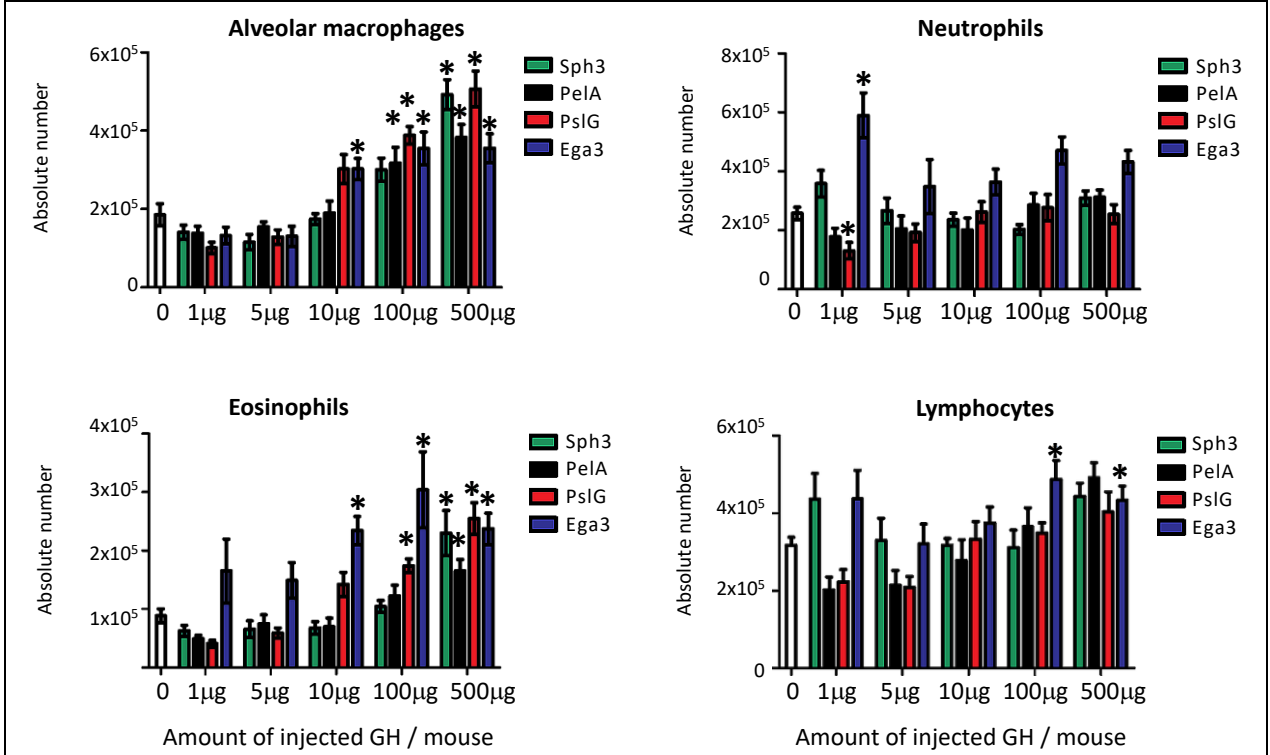 Alveolar macrophages
Absolute number
6x10⁵
4x10⁵
2x10⁵
0
* * * * * * * *
0 1μg 5μg 10μg 100μg 500μg
Sph3
PelA
PslG
Ega3
Neutrophils
Absolute number
8x10⁵
6x10⁵
4x10⁵
2x10⁵
0
* *
0 1μg 5μg 10μg 100μg 500μg
Sph3
PelA
PslG
Ega3
Eosinophils
Absolute number
4x10⁵
3x10⁵
2x10⁵
1x10⁵
* * * * * * *
0 1μg 5μg 10μg 100μg 500μg
Amount of injected GH / mouse
Sph3
PelA
PslG
Ega3
Lymphocytes
Absolute number
6x10⁵
4x10⁵
2x10⁵
0
* *
0 1μg 5μg 10μg 100μg 500μg
Amount of injected GH / mouse
Sph3
PelA
PslG
Ega3